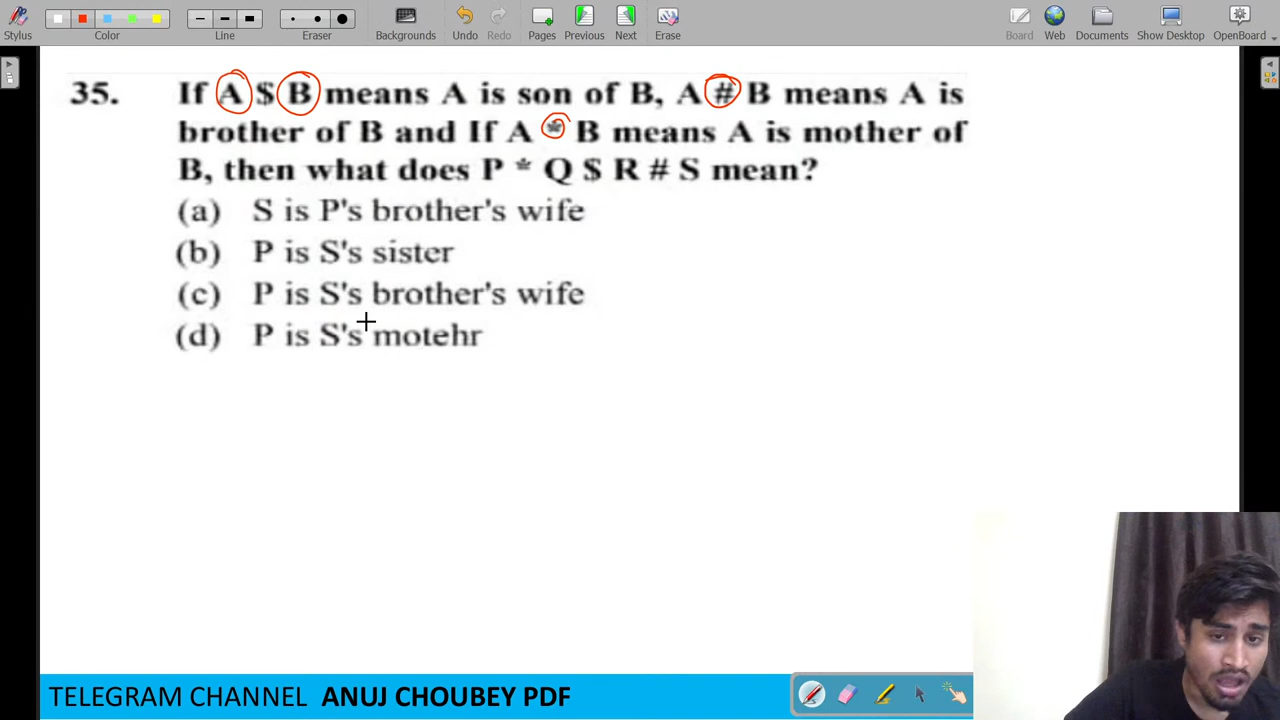 Stylus
Color
Line
Eraser
Backgrounds
Undo
Redo
Pages
Previous
Next
Erase
Board
Web
Documents
Show Desktop
OpenBoard
35. If A $ B means A is son of B, A # B means A is
brother of B and If A * B means A is mother of
B, then what does P * Q $ R # S mean?
(a) S is P's brother's wife
(b) P is S's sister
(c) P is S's brother's wife
(d) P is S's motehr
TELEGRAM CHANNEL ANUJ CHOUBEY PDF